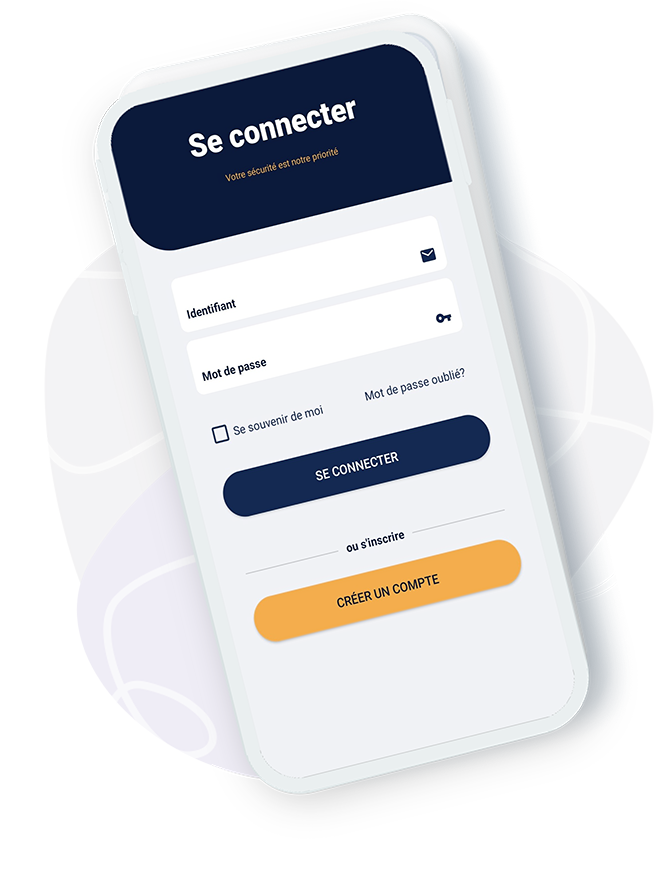 Se connecter
Votre sécurité est notre priorité
Identifiant
Mot de passe
Se souvenir de moi
Mot de passe oublié?
SE CONNECTER
ou s'inscrire
CRÉER UN COMPTE